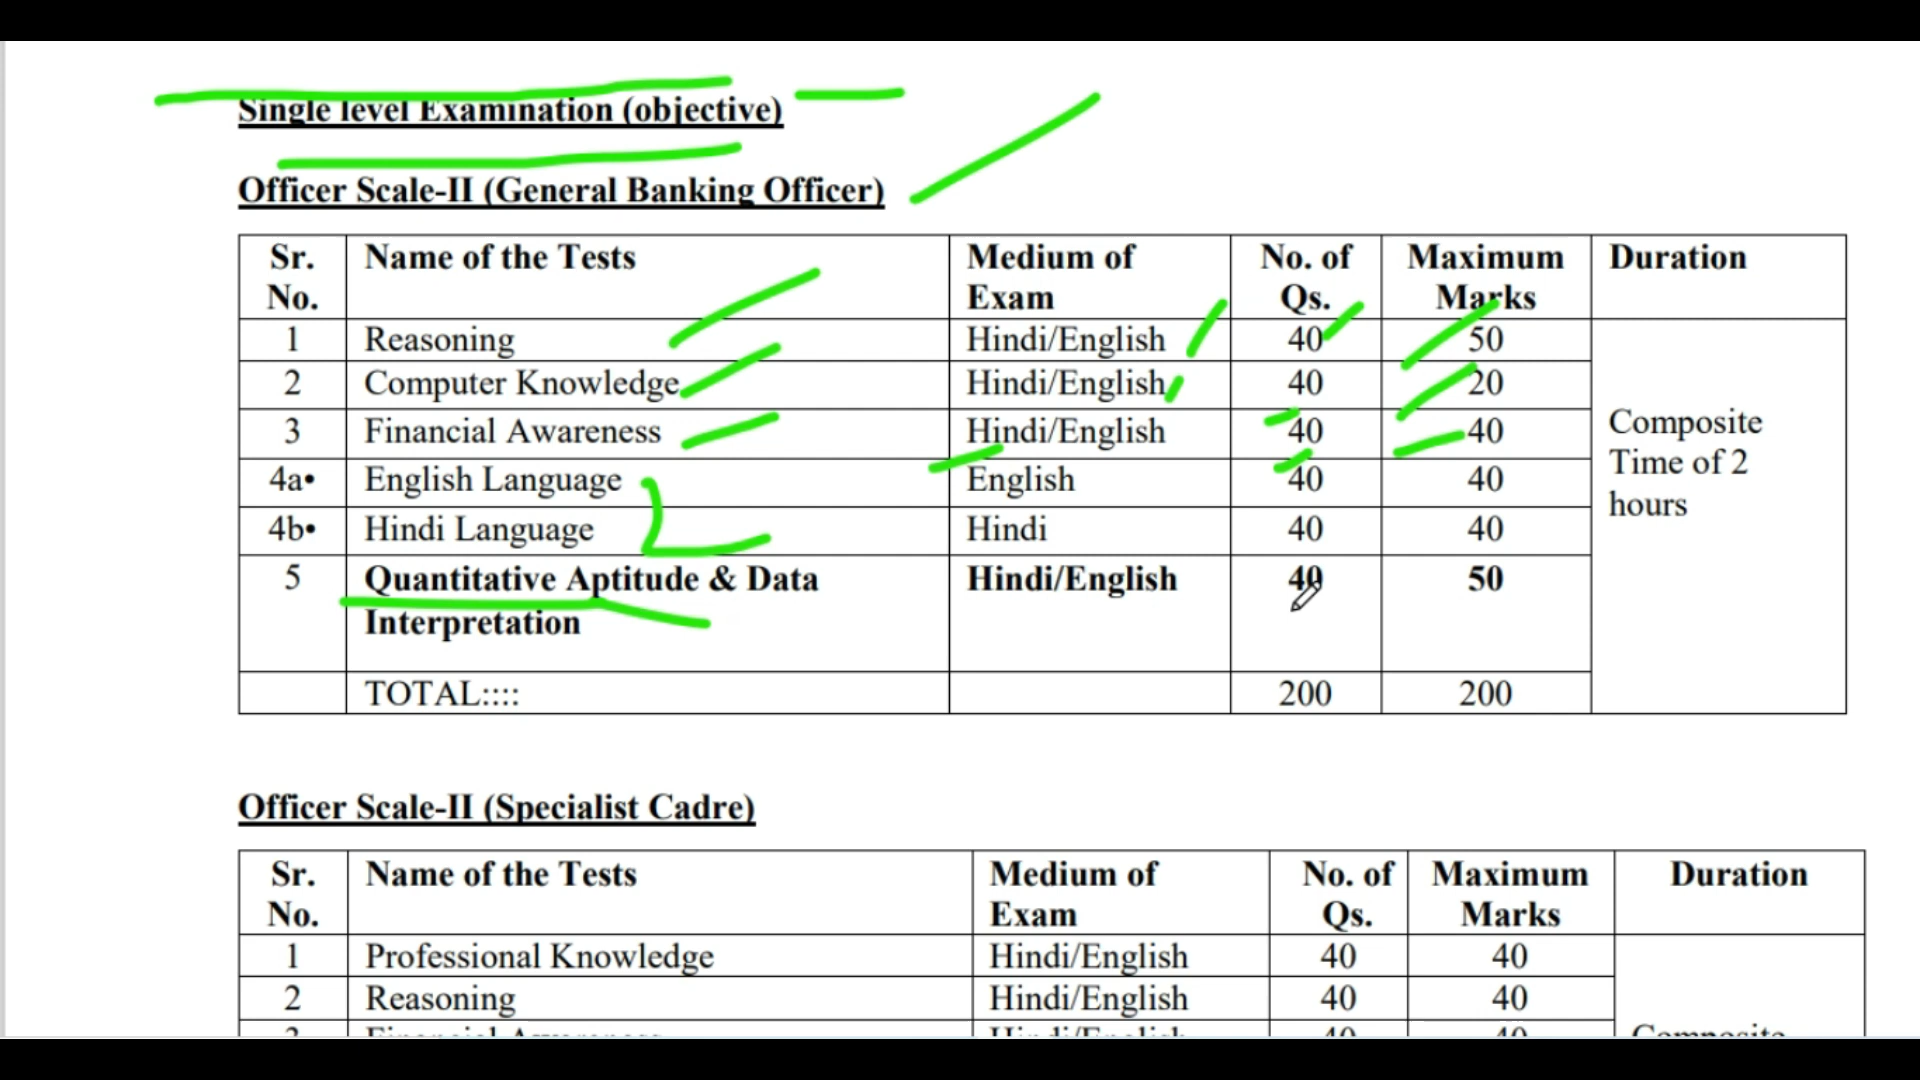 Single level Examination (objective)
Officer Scale-II (General Banking Officer)
Sr. No. Name of the Tests Medium of Exam No. of Qs. Maximum Marks Duration
1 Reasoning Hindi/English 40 50
2 Computer Knowledge Hindi/English 40 20
3 Financial Awareness Hindi/English 40 40
4a• English Language English 40 40
4b• Hindi Language Hindi 40 40
Composite
Time of 2
hours
5 Quantitative Aptitude & Data Hindi/English 40 50
Interpretation
TOTAL:::: 200 200
Officer Scale-II (Specialist Cadre)
Sr. No. Name of the Tests Medium of Exam No. of Qs. Maximum Marks Duration
1 Professional Knowledge Hindi/English 40 40
2 Reasoning Hindi/English 40 40